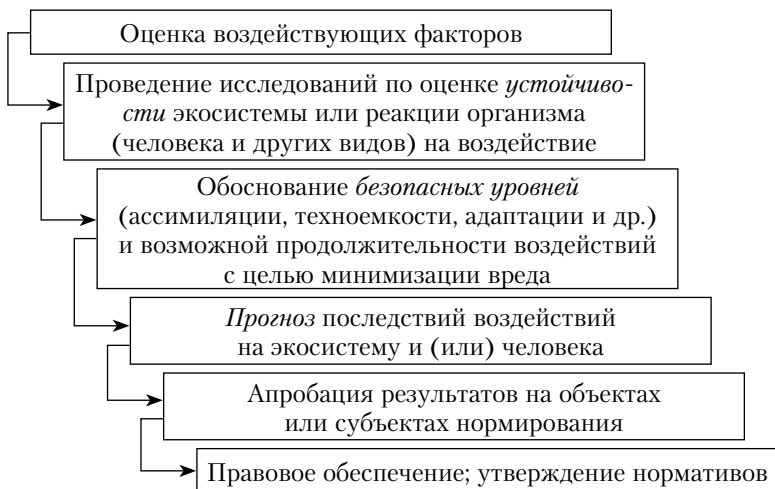 Оценка воздействующих факторов
Проведение исследований по оценке устойчиво-
сти экосистемы или реакции организма
(человека и других видов) на воздействие
Обоснование безопасных уровней
(ассимиляции, техноемкости, адаптации и др.)
и возможной продолжительности воздействий
с целью минимизации вреда
Прогноз последствий воздействий
на экосистему и (или) человека
Апробация результатов на объектах
или субъектах нормирования
Правовое обеспечение; утверждение нормативов